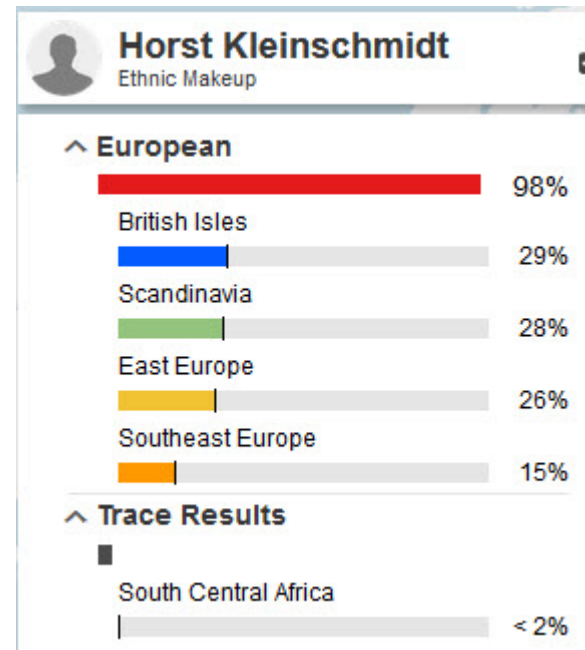 Horst Kleinschmidt
Ethnic Makeup
European
98%
British Isles
29%
Scandinavia
28%
East Europe
26%
Southeast Europe
15%
Trace Results
South Central Africa
< 2%